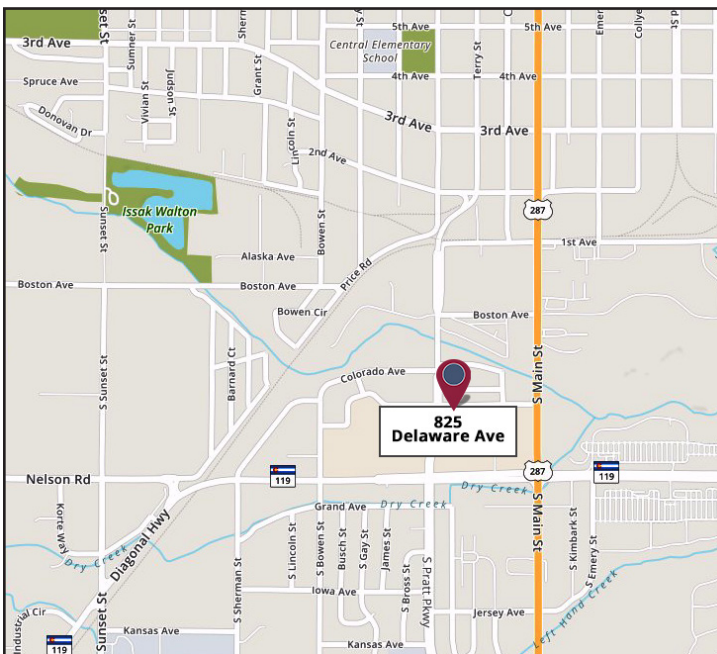 5th Ave
5th Ave
3rd Ave
Central Elementary
School
Spruce Ave
4th Ave
4th Ave
Sumner St
Vivian St
Judson St
Grant St
Lincoln St
Terry St
Donovan Dr
3rd Ave
3rd Ave
2nd Ave
Issak Walton
Park
Sunset St
Bowen St
287
1st Ave
Alaska Ave
Price Rd
Boston Ave
Boston Ave
Bowen Cir
Boston Ave
Barnard Ct
S Sunset St
Colorado Ave
S Main St
825
Delaware Ave
Nelson Rd
119
287
119
Dry Creek
Grand Ave
Dry Creek
Korte Way
Dry Creek
Diagonal Hwy
S Sherman St
S Lincoln St
S Bowen St
Busch St
S Gay St
James St
S Bross St
S Pratt Pkwy
S Main St
S Kimbark St
S Emery St
Iowa Ave
Jersey Ave
Left Hand Creek
Industrial Cir
Sunset St
Kansas Ave
Kansas Ave
119